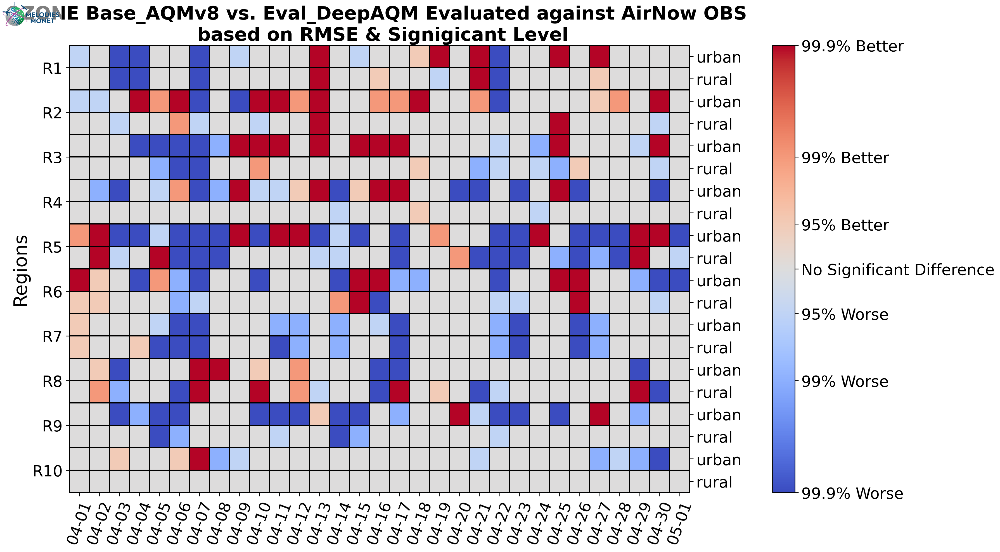 OZONE Base_AQMv8 vs. Eval_DeepAQM Evaluated against AirNow OBS
based on RMSE & Signigicant Level
MELODIES
MONET
Regions
R1
R2
R3
R4
R5
R6
R7
R8
R9
R10
urban
rural
urban
rural
urban
rural
urban
rural
urban
rural
urban
rural
urban
rural
urban
rural
urban
rural
urban
rural
04-01
04-02
04-03
04-04
04-05
04-06
04-07
04-08
04-09
04-10
04-11
04-12
04-13
04-14
04-15
04-16
04-17
04-18
04-19
04-20
04-21
04-22
04-23
04-24
04-25
04-26
04-27
04-28
04-29
04-30
05-01
99.9% Better
99% Better
95% Better
No Significant Difference
95% Worse
99% Worse
99.9% Worse